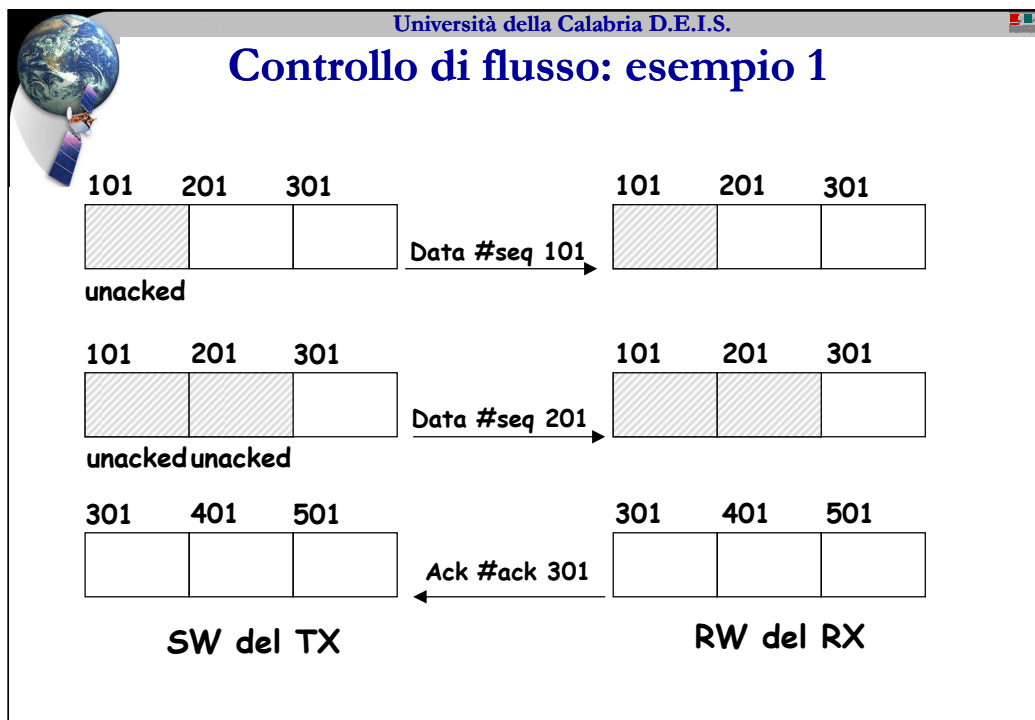 Università della Calabria D.E.I.S.
Controllo di flusso: esempio 1
101 201 301
101 201 301
Data #seq 101
unacked
101 201 301
101 201 301
Data #seq 201
unacked unacked
301 401 501
301 401 501
Ack #ack 301
SW del TX
RW del RX